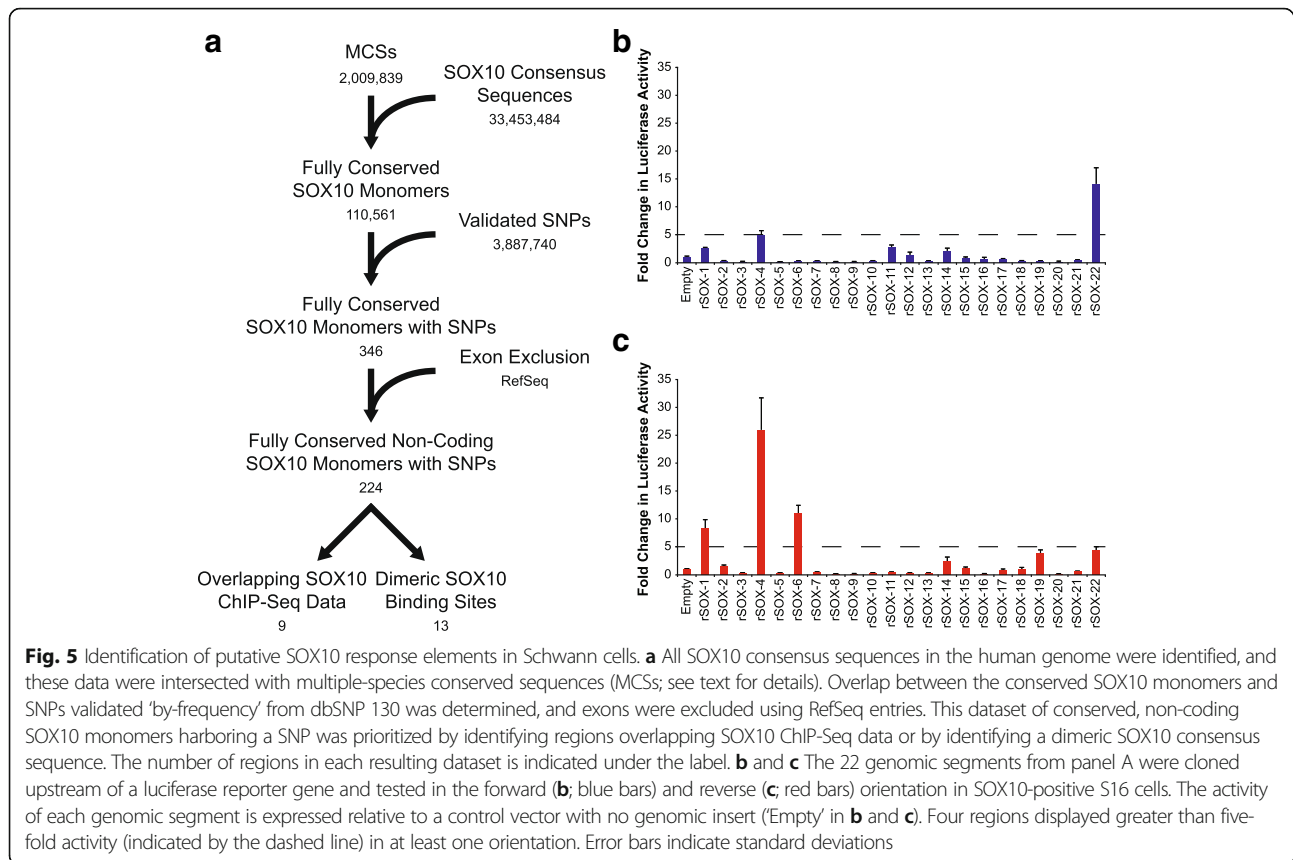 a
MCSs
2,009,839
SOX10 Consensus
Sequences
33,453,484
Fully Conserved
SOX10 Monomers
110,561
Validated SNPs
3,887,740
Fully Conserved
SOX10 Monomers with SNPs
346
Exon Exclusion
RefSeq
Fully Conserved Non-Coding
SOX10 Monomers with SNPs
224
Overlapping SOX10
ChIP-Seq Data
9
Dimeric SOX10
Binding Sites
13
b
Fold Change in Luciferase Activity
35
30
25
20
15
10
5
0
Empty
rSOX-1
rSOX-2
rSOX-3
rSOX-4
rSOX-5
rSOX-6
rSOX-7
rSOX-8
rSOX-9
rSOX-10
rSOX-11
rSOX-12
rSOX-13
rSOX-14
rSOX-15
rSOX-16
rSOX-17
rSOX-18
rSOX-19
rSOX-20
rSOX-21
rSOX-22
c
Fold Change in Luciferase Activity
35
30
25
20
15
10
5
0
Empty
rSOX-1
rSOX-2
rSOX-3
rSOX-4
rSOX-5
rSOX-6
rSOX-7
rSOX-8
rSOX-9
rSOX-10
rSOX-11
rSOX-12
rSOX-13
rSOX-14
rSOX-15
rSOX-16
rSOX-17
rSOX-18
rSOX-19
rSOX-20
rSOX-21
rSOX-22
Fig. 5 Identification of putative SOX10 response elements in Schwann cells. a All SOX10 consensus sequences in the human genome were identified, and
these data were intersected with multiple-species conserved sequences (MCSs; see text for details). Overlap between the conserved SOX10 monomers and
SNPs validated ‘by-frequency’ from dbSNP 130 was determined, and exons were excluded using RefSeq entries. This dataset of conserved, non-coding
SOX10 monomers harboring a SNP was prioritized by identifying regions overlapping SOX10 ChIP-Seq data or by identifying a dimeric SOX10 consensus
sequence. The number of regions in each resulting dataset is indicated under the label. b and c The 22 genomic segments from panel A were cloned
upstream of a luciferase reporter gene and tested in the forward (b; blue bars) and reverse (c; red bars) orientation in SOX10-positive S16 cells. The activity
of each genomic segment is expressed relative to a control vector with no genomic insert (‘Empty’ in b and c). Four regions displayed greater than five-
fold activity (indicated by the dashed line) in at least one orientation. Error bars indicate standard deviations